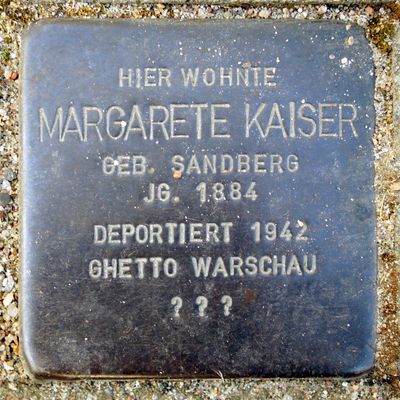 HIER WOHNTE
MARGARETE KAISER
GEB. SANDBERG
JG. 1884
DEPORTIERT 1942
GHETTO WARSCHAU
? ? ?